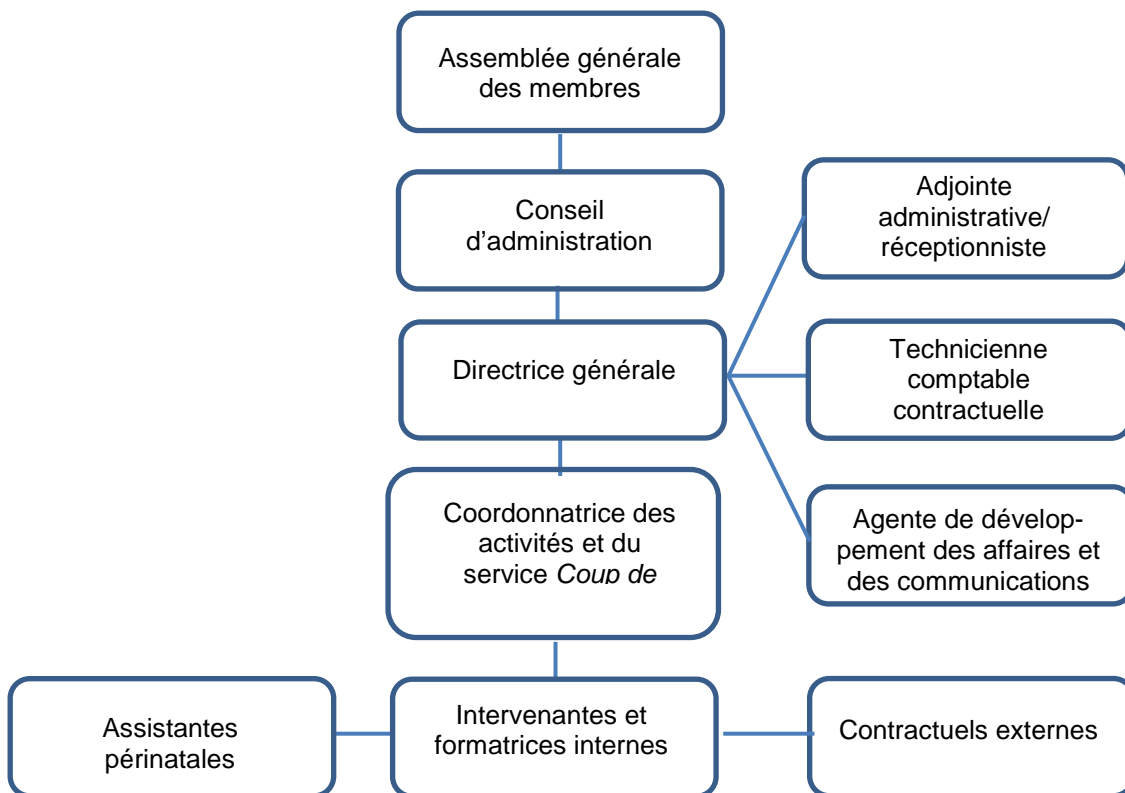 Assemblée générale
des membres
Conseil
d’administration
Adjointe
administrative/
réceptionniste
Directrice générale
Technicienne
comptable
contractuelle
Coordonnatrice des
activités et du
service Coup de
Agente de dévelop-
pement des affaires et
des communications
Assistantes
périnatales
Intervenantes et
formatrices internes
Contractuels externes